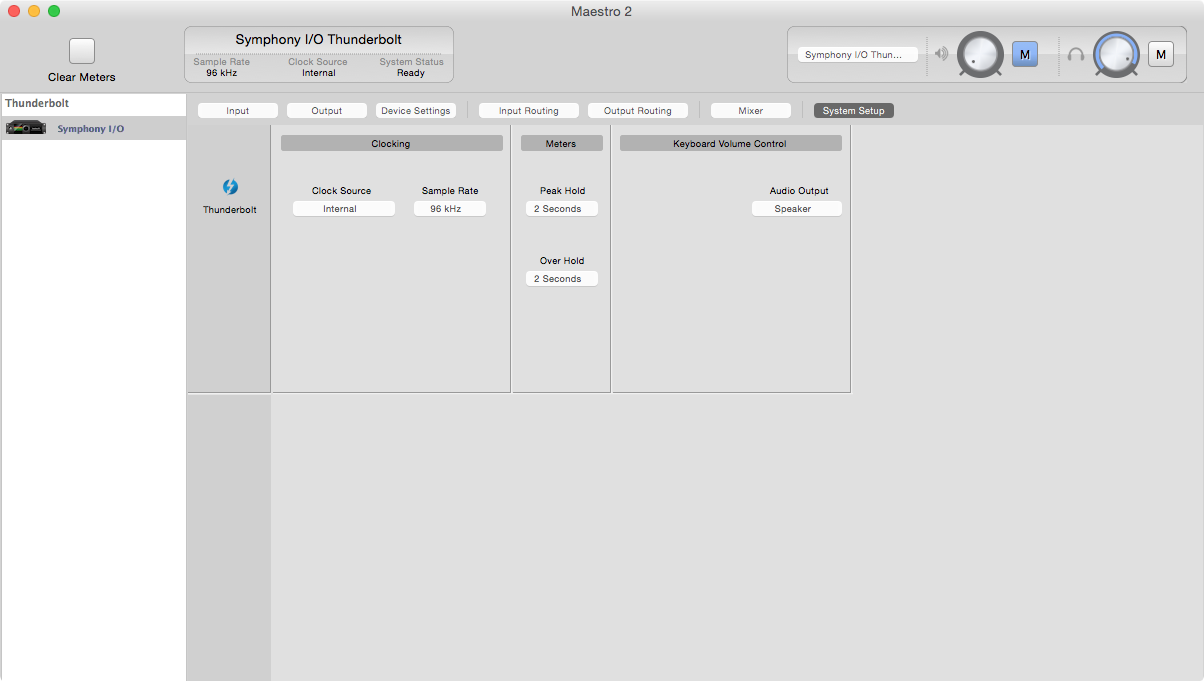 Maestro 2
Clear Meters
Symphony I/O Thunderbolt
Sample Rate Clock Source System Status
96 kHz Internal Ready
Symphony I/O Thun... M M
Thunderbolt
Symphony I/O
Input Output Device Settings Input Routing Output Routing Mixer System Setup
Clocking Meters Keyboard Volume Control
Thunderbolt
Clock Source Sample Rate Peak Hold Audio Output
Internal 96 kHz 2 Seconds Speaker
Over Hold
2 Seconds